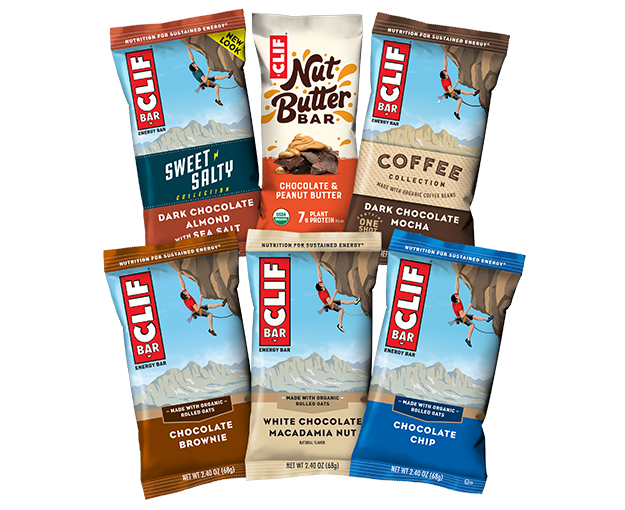 NUTRITION FOR SUSTAINED ENERGY®
NEW
LOOK
CLIF
BAR
ENERGY BAR
SWEET N
SALTY
COLLECTION
DARK CHOCOLATE
ALMOND
WITH SEA SALT
CLIF
Nut
Butter
BAR
CHOCOLATE &
PEANUT BUTTER
USDA
ORGANIC
7g PLANT
PROTEIN
NUTRITION FOR SUSTAINED ENERGY®
CLIF
BAR
ENERGY BAR
COFFEE
COLLECTION
MADE WITH ORGANIC COFFEE BEANS
DARK CHOCOLATE
MOCHA
CONTAINS
ONE
SHOT
NUTRITION FOR SUSTAINED ENERGY®
CLIF
BAR
ENERGY BAR
MADE WITH ORGANIC
ROLLED OATS
CHOCOLATE
BROWNIE
NET WT 2.40 OZ (68g)
NUTRITION FOR SUSTAINED ENERGY®
CLIF
BAR
ENERGY BAR
MADE WITH ORGANIC
ROLLED OATS
WHITE CHOCOLATE
MACADAMIA NUT
NATURAL FLAVOR
NET WT 2.40 OZ (68g)
NUTRITION FOR SUSTAINED ENERGY®
CLIF
BAR
ENERGY BAR
MADE WITH ORGANIC
ROLLED OATS
CHOCOLATE
CHIP
NET WT 2.40 OZ (68g)